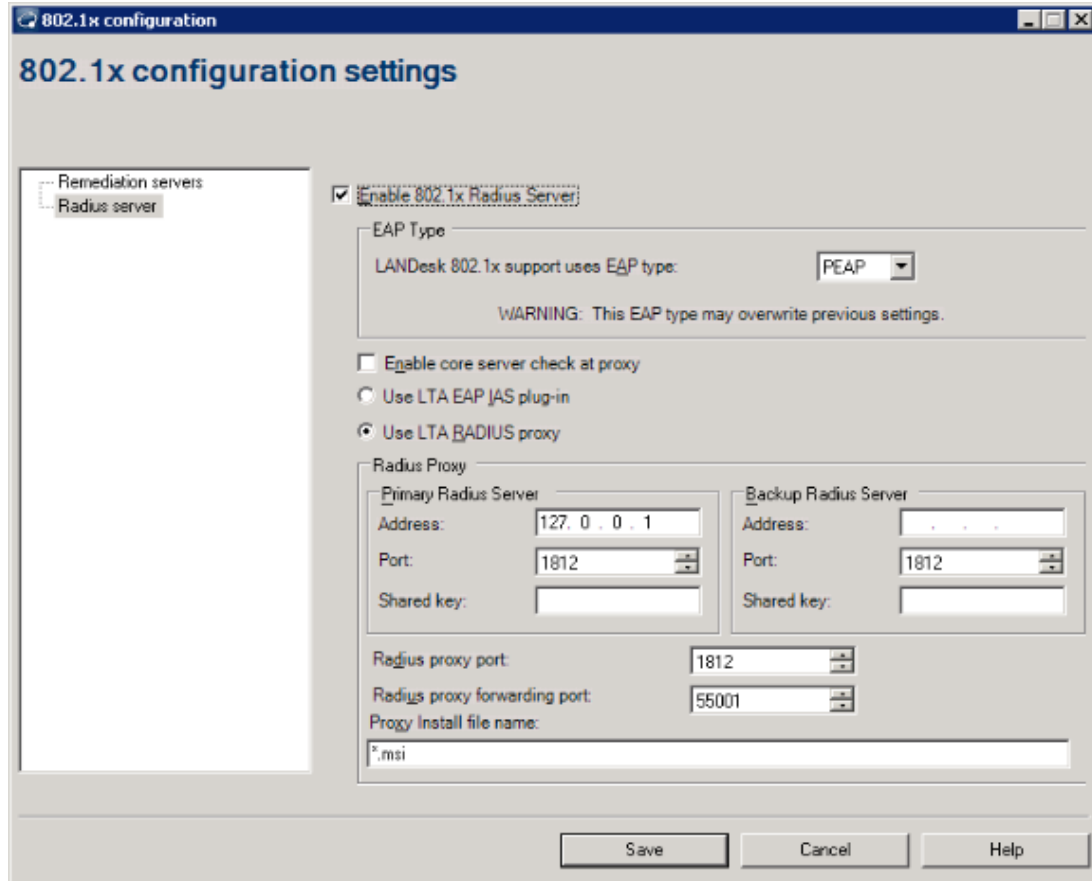 802.1x configuration
802.1x configuration settings
Remediation servers
Radius server
Enable 802.1x Radius Server
EAP Type
LANDesk 802.1x support uses EAP type: PEAP
WARNING: This EAP type may overwrite previous settings.
Enable core server check at proxy
Use LTA EAP IAS plug-in
Use LTA RADIUS proxy
Radius Proxy
Primary Radius Server
Address: 127. 0 . 0 . 1
Port: 1812
Shared key:
Backup Radius Server
Address: . . .
Port: 1812
Shared key:
Radius proxy port: 1812
Radius proxy forwarding port: 55001
Proxy Install file name:
*.msi
Save Cancel Help